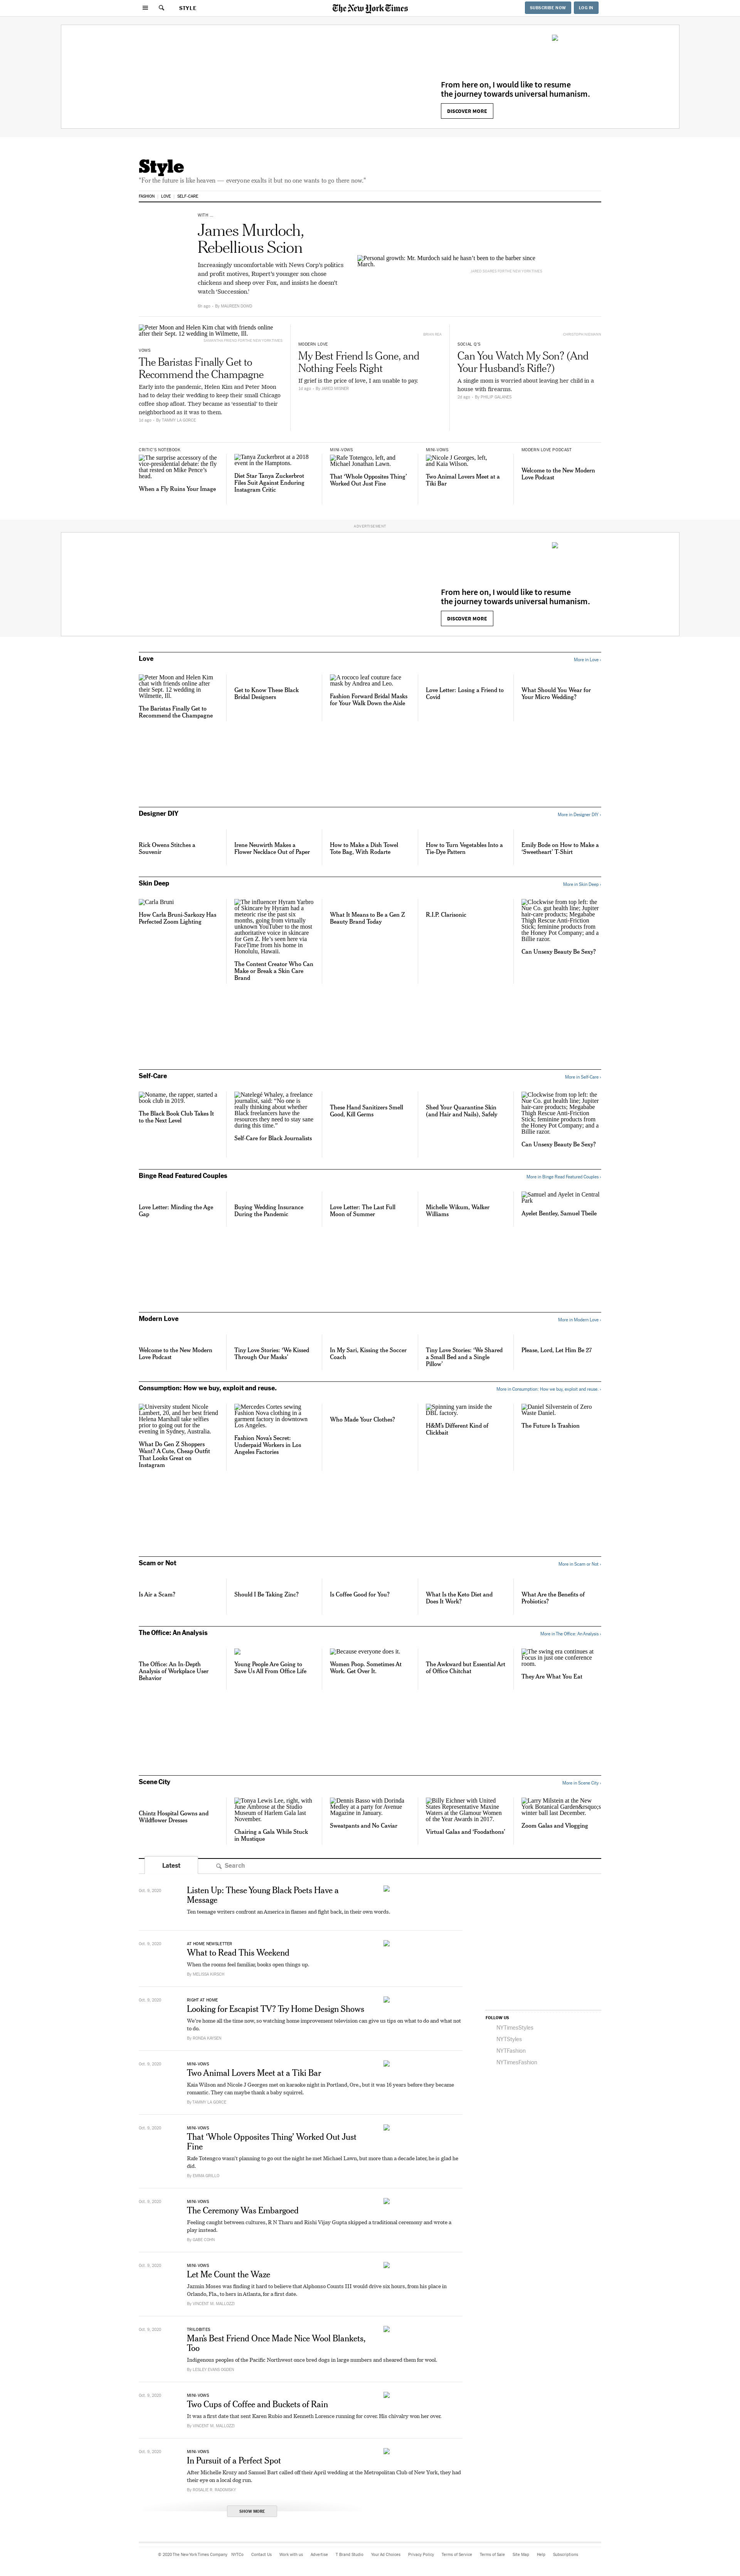 STYLE
The New York Times
SUBSCRIBE NOW
LOG IN
From here on, I would like to resume
the journey towards universal humanism.
DISCOVER MORE
Style
"For the future is like heaven — everyone exalts it but no one wants to go there now."
FASHION
LOVE
SELF-CARE
WITH ...
James Murdoch,
Rebellious Scion
Increasingly uncomfortable with News Corp's politics
and profit motives, Rupert's younger son chose
chickens and sheep over Fox, and insists he doesn't
watch 'Succession.'
By MAUREEN DOWD
Personal growth: Mr. Murdoch said he hasn't been to the barber since
March.
Peter Moon and Helen Kim chat with friends online
after their Sept. 12 wedding in Wilmette, Ill.
VOWS
The Baristas Finally Get to
Recommend the Champagne
Early into the pandemic, Helen Kim and Peter Moon
had to delay their wedding to keep their small Chicago
coffee shop afloat. They became as 'essential' to their
neighborhood as it was to them.
By TAMMY LA GORCE
BRIAN REA
MODERN LOVE
My Best Friend Is Gone, and
Nothing Feels Right
If grief is the price of love, I am unable to pay.
By JARED MISNER
CHRISTOPH NIEMANN
SOCIAL Q'S
Can You Watch My Son? (And
Your Husband's Rifle?)
A single mom is worried about leaving her child in a
house with firearms.
By PHILIP GALANES
CRITIC'S NOTEBOOK
The surprise accessory of the
vice-presidential debate: the fly
that restrd on Mike Pence's
head.
When a Fly Ruins Your Image
Tanya Zuckerbrot at a 2018
event in the Hamptons.
Diet Star Tanya Zuckerbrot
Files Suit Against Enduring
Instagram Critic
MINI-VOWS
Rafe Totengco, left, and
Michael Jonathan Lawn.
That 'Whole Opposites Thing'
Worked Out Just Fine
MINI-VOWS
Nicole J Georges, left,
and Kaia Wilson.
Two Animal Lovers Meet at a
Tiki Bar
MODERN LOVE PODCAST
Welcome to the New Modern
Love Podcast
ADVERTISEMENT
From here on, I would like to resume
the journey towards universal humanism.
DISCOVER MORE
Love
More in Love ›
Peter Moon and Helen Kim
chat with friends online after
their Sept. 12 wedding in
Wilmette, Ill.
The Baristas Finally Get to
Recommend the Champagne
Get to Know These Black
Bridal Designers
A rococo leaf couture face
mask by Andrea and Leo.
Fashion Forward Bridal Masks
for Your Walk Down the Aisle
Love Letter: Losing a Friend to
Covid
What Should You Wear for
Your Micro Wedding?
Designer DIY
More in Designer DIY ›
Rick Owens Stitches a
Souvenir
Irene Neuwirth Makes a
Flower Necklace Out of Paper
How to Make a Dish Towel
Tote Bag, With Rodarte
How to Turn Vegetables Into a
Tie-Dye Pattern
Emily Bode on How to Make a
'Sweetheart' T-Shirt
Skin Deep
More in Skin Deep ›
Carla Bruni
How Carla Bruni-Sarkozy Has
Perfected Zoom Lighting
The influencer Hyram Yarbro
of Skincare by Hyram had a
meteoric rise the past six
months, going from virtually
unknown YouTuber to the most
authoritative voice in skincare
for Gen Z. He's seen here via
FaceTime from his home in
Honolulu, Hawaii.
The Content Creator Who Can
Make or Break a Skin Care
Brand
What It Means to Be a Gen Z
Beauty Brand Today
R.I.P. Clarisonic
Clockwise from top left: the
Nue Co. gut health line; Jupiter
hair-care products; Megababe
Thigh Rescue Anti-Friction
Stick; feminine products from
the Honey Pot Company; and a
Billie razor.
Can Unsexy Beauty Be Sexy?
Self-Care
More in Self-Care ›
Noname, the rapper, started a
book club in 2019.
The Black Book Club Takes It
to the Next Level
Natelegé Whaley, a freelance
journalist, said: "No one is
really thinking about whether
Black freelancers have the
resources they need to stay sane
during this time."
Self-Care for Black Journalists
These Hand Sanitizers Smell
Good, Kill Germs
Shed Your Quarantine Skin
(and Hair and Nails), Safely
Clockwise from top left: the
Nue Co. gut health line; Jupiter
hair-care products; Megababe
Thigh Rescue Anti-Friction
Stick; feminine products from
the Honey Pot Company; and a
Billie razor.
Can Unsexy Beauty Be Sexy?
Binge Read Featured Couples
More in Binge Read Featured Couples ›
Love Letter: Minding the Age
Gap
Buying Wedding Insurance
During the Pandemic
Love Letter: The Last Full
Moon of Summer
Michelle Wikum, Walker
Williams
Samuel and Ayelet in Central
Park
Ayelet Bentley, Samuel Tbeile
Modern Love
More in Modern Love ›
Welcome to the New Modern
Love Podcast
Tiny Love Stories: 'We Kissed
Through Our Masks'
In My Sari, Kissing the Soccer
Coach
Tiny Love Stories: 'We Shared
a Small Bed and a Single
Pillow'
Please, Lord, Let Him Be 27
Consumption: How we buy, exploit and reuse.
More in Consumption: How we buy, exploit and reuse. ›
University student Nicole
Lambert, 20, and her best friend
Helena Marshall take selfies
prior to going out for the
evening in Sydney, Australia.
What Do Gen Z Shoppers
Want? A Cute, Cheap Outfit
That Looks Great on
Instagram
Mercedes Cortes sewing
Fashion Nova clothing in a
garment factory in downtown
Los Angeles.
Fashion Nova's Secret:
Underpaid Workers in Los
Angeles Factories
Who Made Your Clothes?
Spinning yarn inside the
DBL factory.
H&M's Different Kind of
Clickbait
Daniel Silverstein of Zero
Waste Daniel.
The Future Is Trashion
Scam or Not
More in Scam or Not ›
Is Air a Scam?
Should I Be Taking Zinc?
Is Coffee Good for You?
What Is the Keto Diet and
Does It Work?
What Are the Benefits of
Probiotics?
The Office: An Analysis
More in The Office: An Analysis ›
The Office: An In-Depth
Analysis of Workplace User
Behavior
Young People Are Going to
Save Us All From Office Life
Because everyone does it.
Women Poop. Sometimes At
Work. Get Over It.
The Awkward but Essential Art
of Office Chitchat
The swing era continues at
Focus in just one conference
room.
They Are What You Eat
Scene City
More in Scene City ›
Chintz Hospital Gowns and
Wildflower Dresses
Tonya Lewis Lee, right, with
June Ambrose at the Studio
Museum of Harlem Gala last
November.
Chairing a Gala While Stuck
in Mustique
Dennis Basso with Dorinda
Medley at a party for Avenue
Magazine in January.
Sweatpants and No Caviar
Billy Eichner with United
States Representative Maxine
Waters at the Glamour Women
of the Year Awards in 2017.
Virtual Galas and 'Foodathons'
Larry Milstein at the New
York Botanical Garden&rsquo;s
winter ball last December.
Zoom Galas and Vlogging
Latest
Search
Oct. 9, 2020
Listen Up: These Young Black Poets Have a
Message
Ten teenage writers confront an America in flames and fight back, in their own words.
Oct. 9, 2020
AT HOME NEWSLETTER
What to Read This Weekend
When the rooms feel familiar, books open things up.
By MELISSA KIRSCH
Oct. 9, 2020
RIGHT AT HOME
Looking for Escapist TV? Try Home Design Shows
We're home all the time now, so watching home improvement television can give us tips on what to do and what not
to do.
By RONDA KAYSEN
Oct. 9, 2020
MINI-VOWS
Two Animal Lovers Meet at a Tiki Bar
Kaia Wilson and Nicole J Georges met on karaoke night in Portland, Ore., but it was 16 years before they became
romantic. They can maybe thank a baby squirrel.
By TAMMY LA GORCE
Oct. 9, 2020
MINI-VOWS
That 'Whole Opposites Thing' Worked Out Just
Fine
Rafe Totengco wasn't planning to go out the night he met Michael Lawn, but more than a decade later, he is glad he
did.
Oct. 9, 2020
MINI-VOWS
The Ceremony Was Embargoed
Feeling caught between cultures, R N Tharu and Rishi Vijay Gupta skipped a traditional ceremony and wrote a
play instead.
By GABE COHN
Oct. 9, 2020
MINI-VOWS
Let Me Count the Waze
Jazmin Moses was finding it hard to believe that Alphonso Counts III would drive six hours, from his place in
Orlando, Fla., to hers in Atlanta, for a first date.
By VINCENT M. MALLOZZI
Oct. 9, 2020
TRILOBITES
Man's Best Friend Once Made Nice Wool Blankets,
Too
Indigenous peoples of the Pacific Northwest once bred dogs in large numbers and sheared them for wool.
By LESLEY EVANS OGDEN
Oct. 9, 2020
MINI-VOWS
Two Cups of Coffee and Buckets of Rain
It was a first date that sent Karen Rubio and Kenneth Lorence running for cover. His chivalry won her over.
By VINCENT M. MALLOZZI
Oct. 9, 2020
MINI-VOWS
In Pursuit of a Perfect Spot
After Michelle Krusy and Samuel Bart called off their April wedding at the Metropolitan Club of New York, they had
their eye on a local dog run.
By ROSALIE R. RADOMSKY
SHOW MORE
FOLLOW US
NYTimesStyles
NYTStyles
NYTFashion
NYTimesFashion
© 2020 The New York Times Company
NYTCo
Contact Us
Work with us
Advertise
T Brand Studio
Your Ad Choices
Privacy Policy
Terms of Service
Terms of Sale
Site Map
Help
Subscriptions